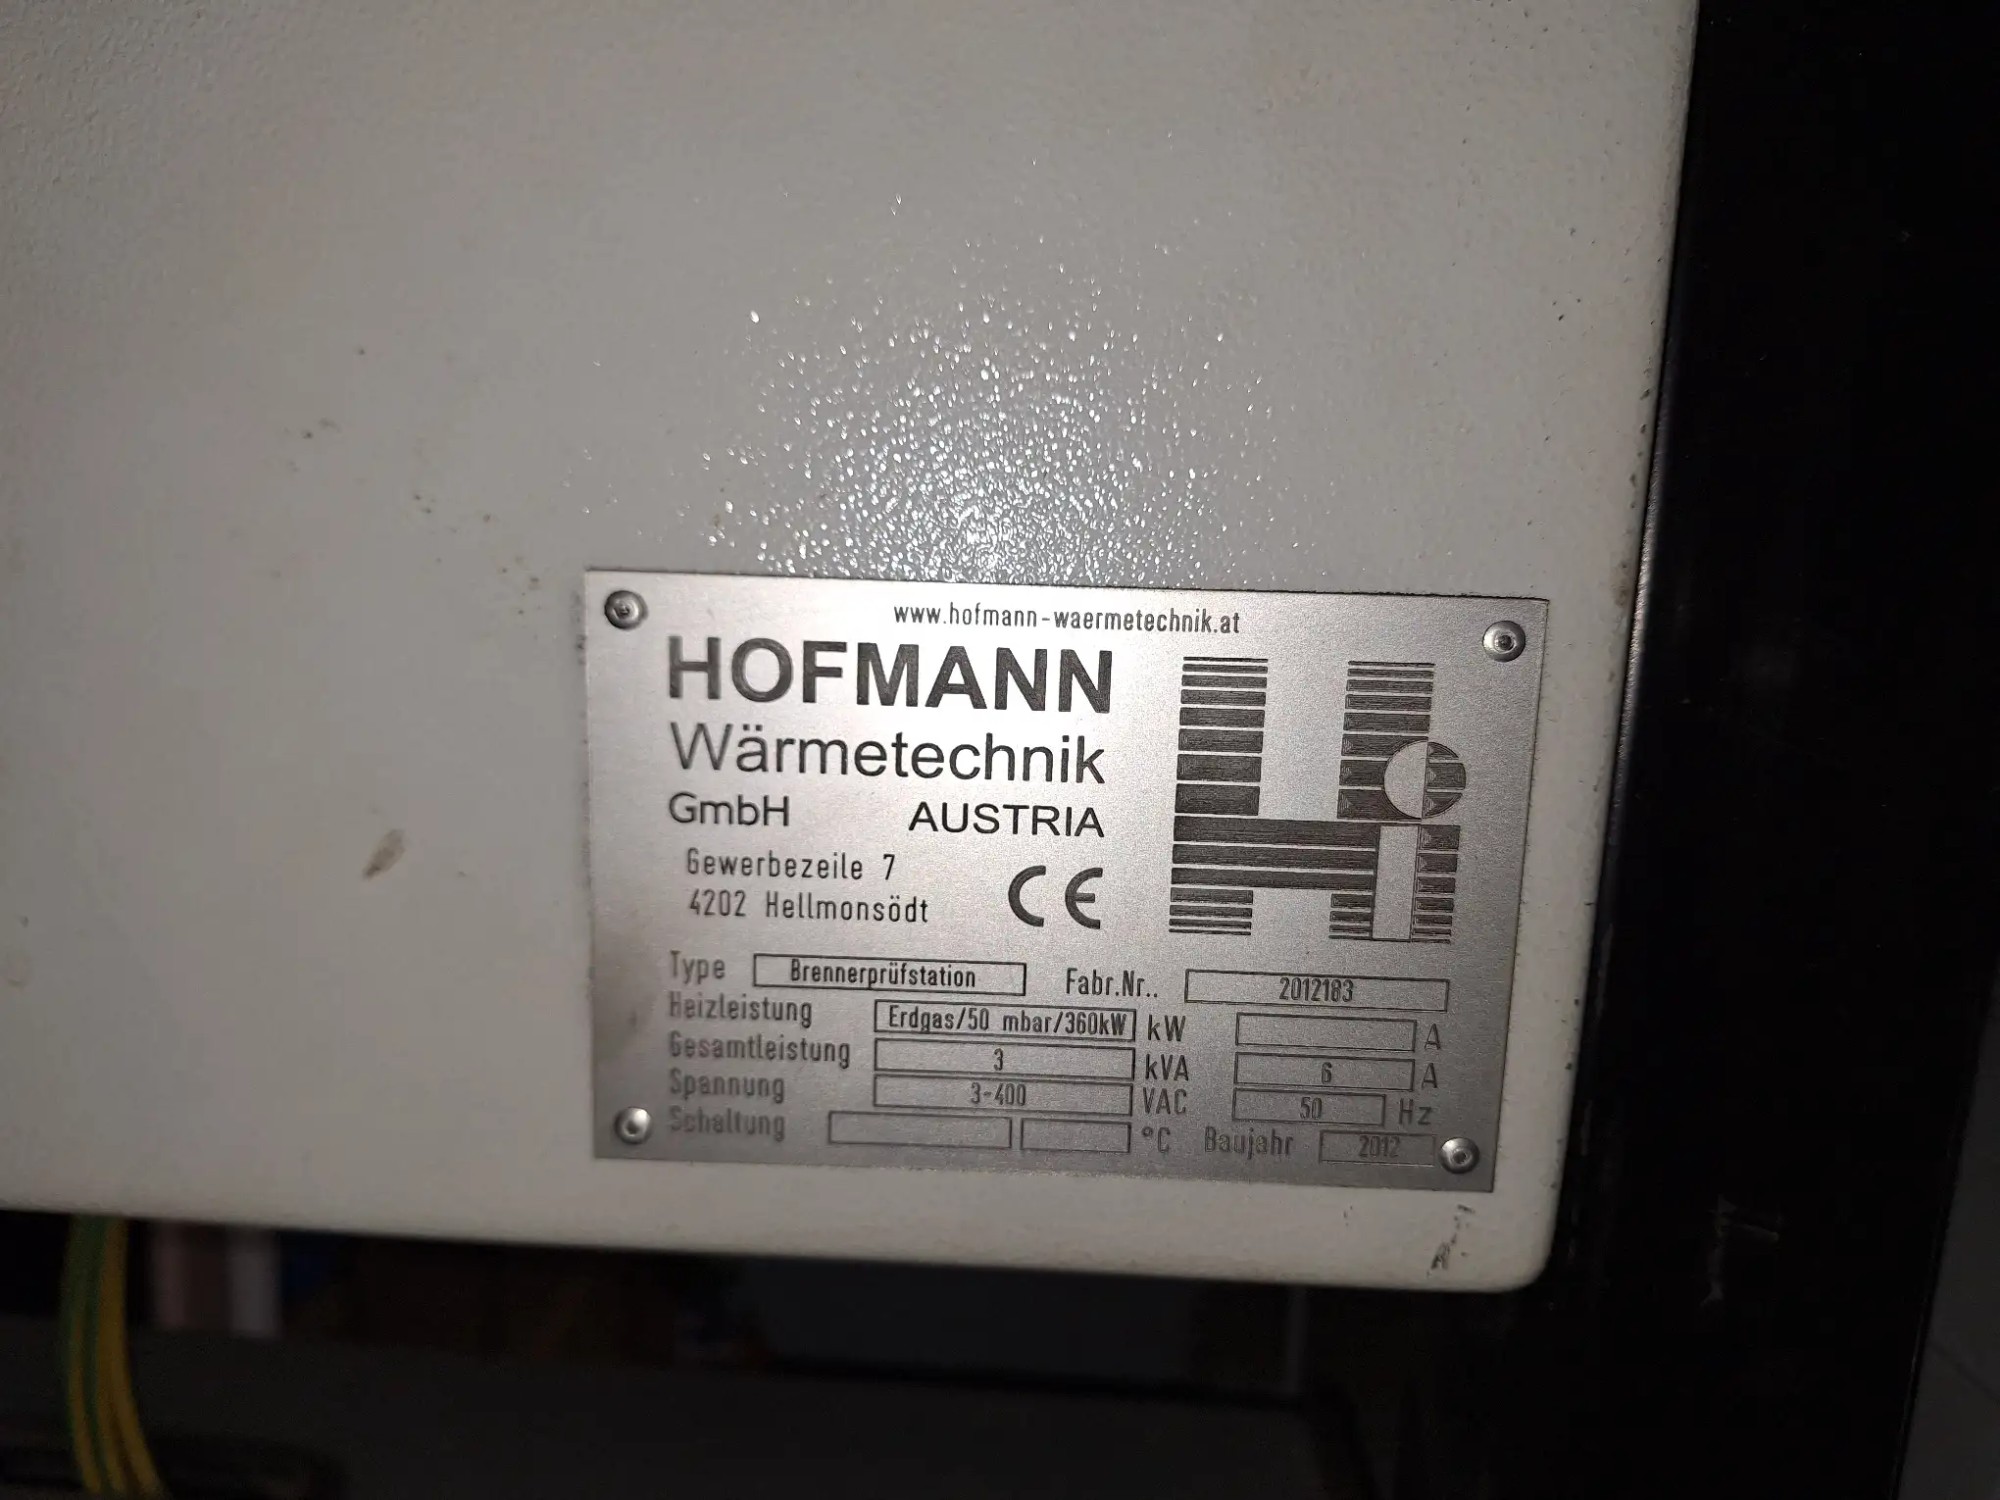 www.hofmann-waermetechnik.at
HOFMANN
Wärmetechnik
GmbH AUSTRIA
Gewerbezeile 7
4202 Hellmonsödt CE
Type Brennerprüfstation Fabr.Nr.. 2012183
Heizleistung Erdgas/50 mbar/360kW kW A
Gesamtleistung 3 kVA 6 A
Spannung 3-400 VAC 50 Hz
Schaltung °C Baujahr 2012